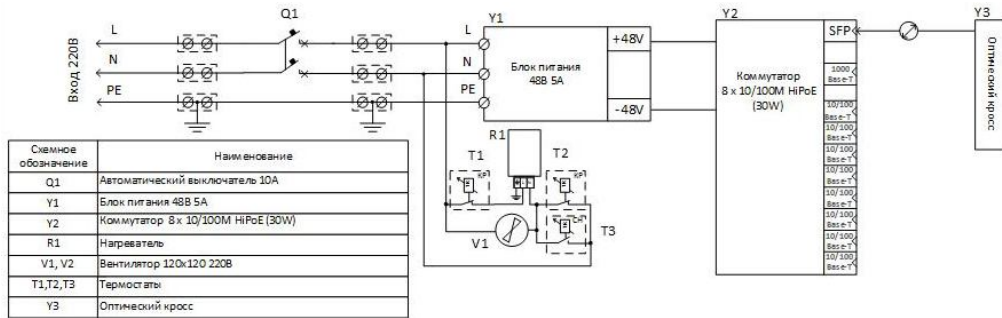 Вход 220В
L
N
PE
Q1
L
N
PE
Y1
Блок питания
48В 5А
+48V
-48V
Y2
Коммутатор
8 x 10/100M HiPoE
(30W)
SFP
1000
Base-T
10/100
Base-T
10/100
Base-T
10/100
Base-T
10/100
Base-T
10/100
Base-T
10/100
Base-T
10/100
Base-T
10/100
Base-T
Y3
Оптический кросс
R1
T1
T2
КР
КР
V1
СН
T3
Схемное
обозначение
Наименование
Q1
Автоматический выключатель 10А
Y1
Блок питания 48В 5А
Y2
Коммутатор 8 x 10/100M HiPoE (30W)
R1
Нагреватель
V1, V2
Вентилятор 120х120 220В
T1,T2,T3
Термостаты
Y3
Оптический кросс